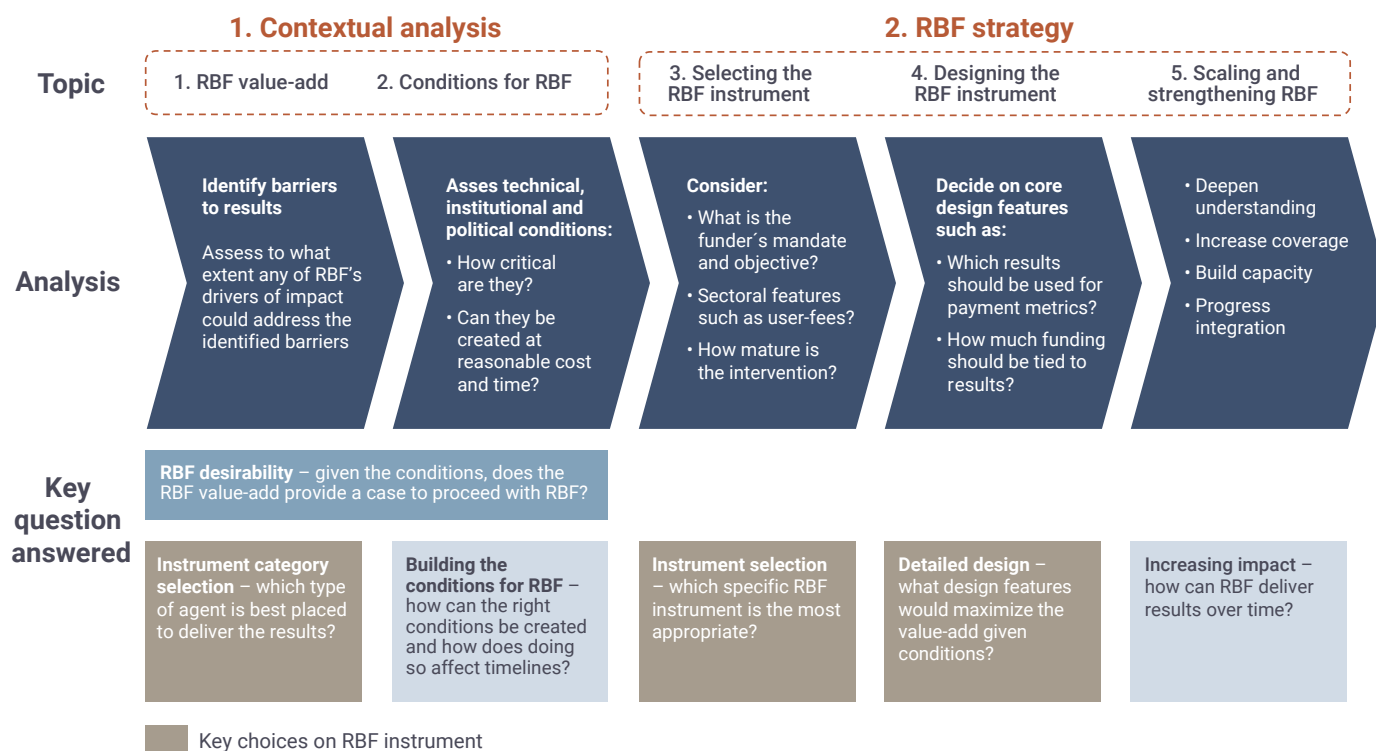 1. Contextual analysis
2. RBF strategy
Topic
1. RBF value-add
2. Conditions for RBF
3. Selecting the
RBF instrument
4. Designing the
RBF instrument
5. Scaling and
strengthening RBF
Analysis
Identify barriers
to results
Assess to what
extent any of RBF’s
drivers of impact
could address the
identified barriers
Asses technical,
institutional and
political conditions:
• How critical
are they?
• Can they be
created at
reasonable cost
and time?
Consider:
• What is the
funder´s mandate
and objective?
• Sectoral features
such as user-fees?
• How mature is
the intervention?
Decide on core
design features
such as:
• Which results
should be used for
payment metrics?
• How much funding
should be tied to
results?
• Deepen
understanding
• Increase coverage
• Build capacity
• Progress
integration
Key
question
answered
RBF desirability – given the conditions, does the
RBF value-add provide a case to proceed with RBF?
Instrument category
selection – which type
of agent is best placed
to deliver the results?
Building the
conditions for RBF –
how can the right
conditions be created
and how does doing
so affect timelines?
Instrument selection
– which specific RBF
instrument is the most
appropriate?
Detailed design –
what design features
would maximize the
value-add given
conditions?
Increasing impact –
how can RBF deliver
results over time?
Key choices on RBF instrument